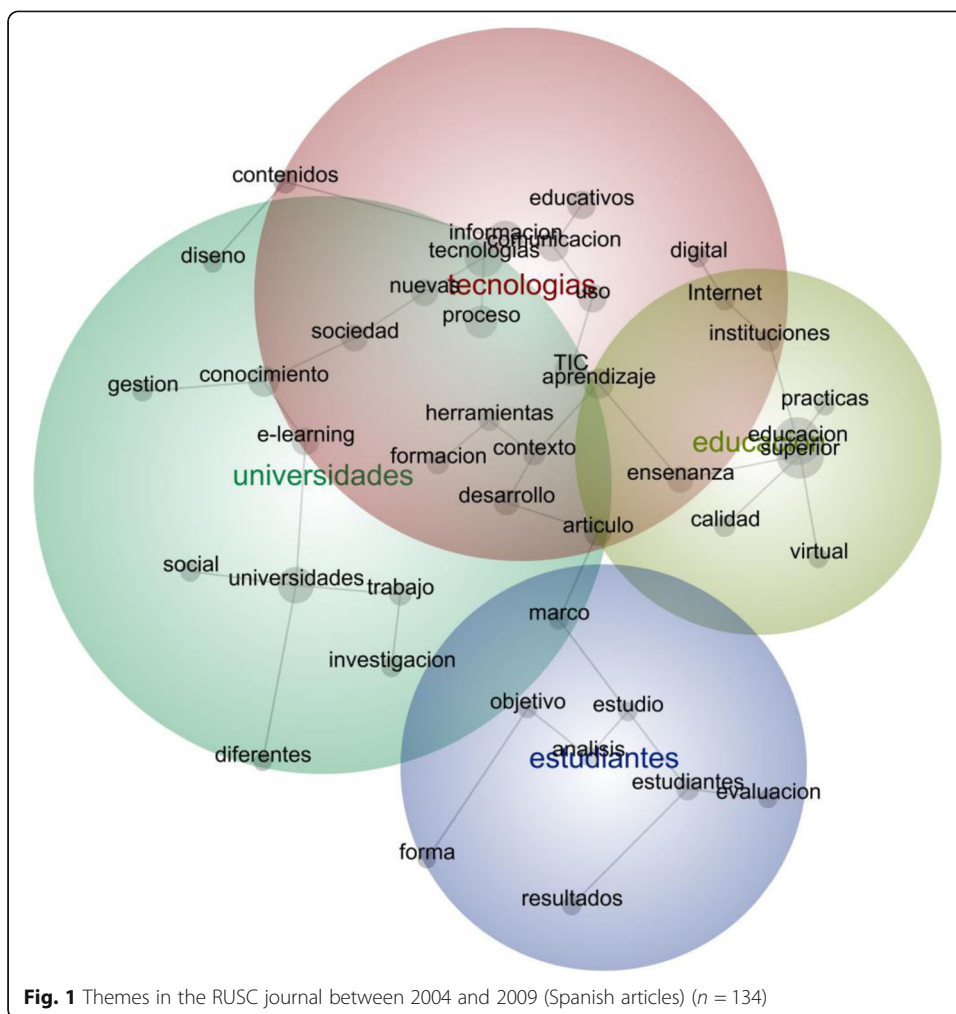 contenidos
educativos
informacion
comunicacion
tecnologias
diseno
digital
nuevas
tecnologias
uso
Internet
proceso
sociedad
instituciones
TIC
aprendizaje
gestion
conocimiento
practicas
herramientas
e-learning
educacion
educacion
superior
formacion
contexto
universidades
ensenanza
desarrollo
calidad
articulo
virtual
social
universidades
trabajo
marco
investigacion
objetivo
estudio
diferentes
analisis
estudiantes
estudiantes
evaluacion
forma
resultados
Fig. 1 Themes in the RUSC journal between 2004 and 2009 (Spanish articles) (n = 134)